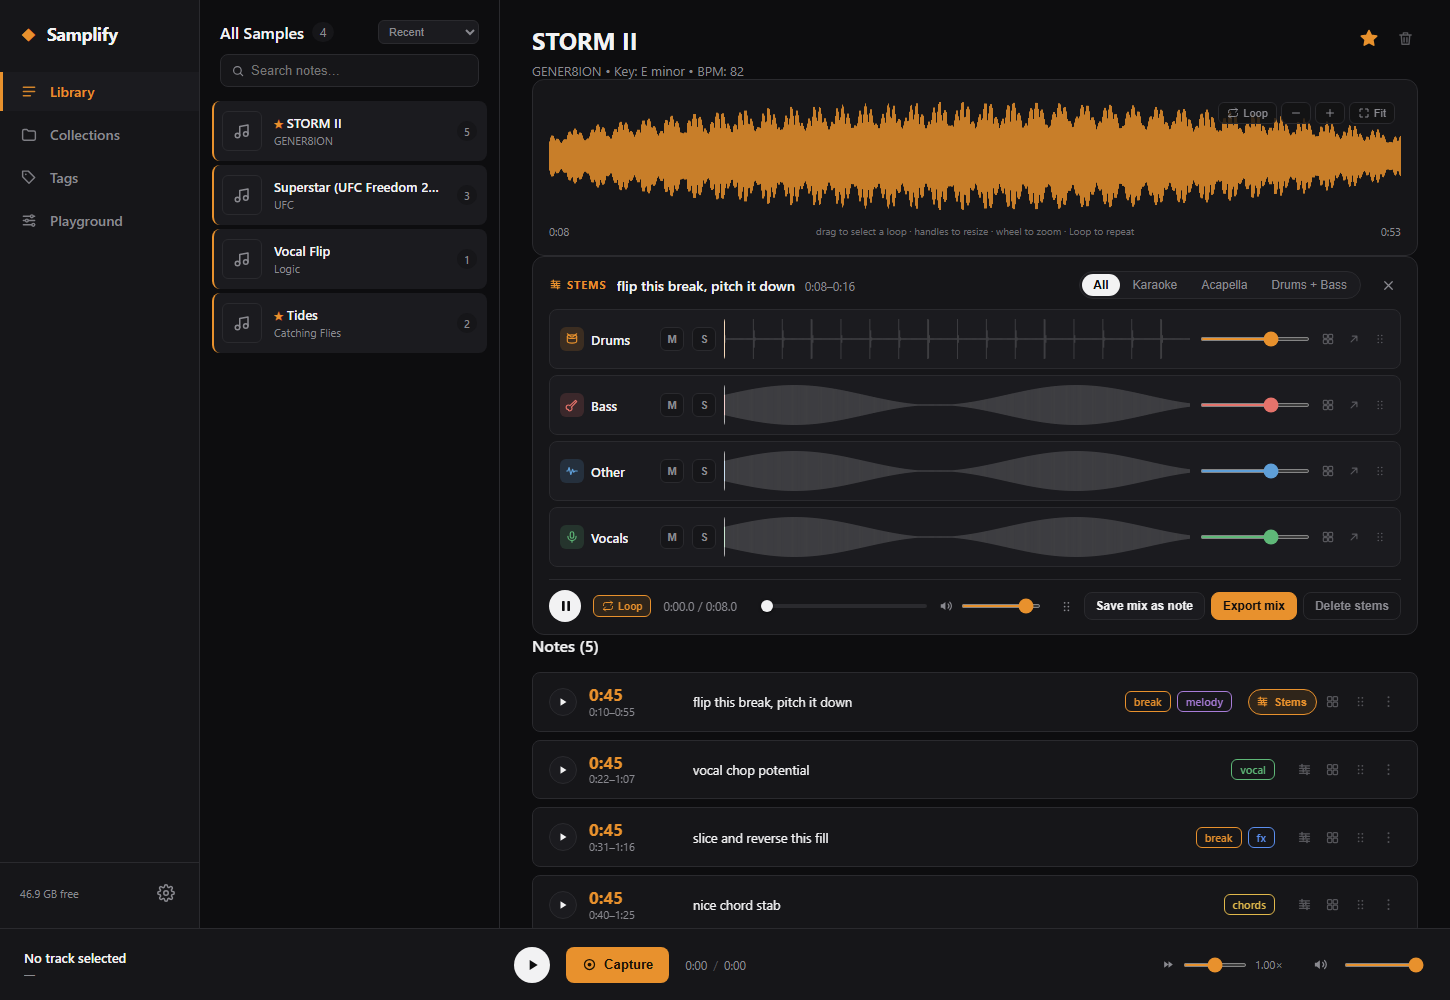 Samplify
Library
Collections
Tags
Playground
46.9 GB free
All Samples 4
Recent
Search notes...
★ STORM II
GENER8ION
5
Superstar (UFC Freedom 2...
UFC
3
Vocal Flip
Logic
1
★ Tides
Catching Flies
2
STORM II
GENER8ION • Key: E minor • BPM: 82
Loop − + Fit
0:08 drag to select a loop · handles to resize · wheel to zoom · Loop to repeat 0:53
STEMS flip this break, pitch it down 0:08–0:16 All Karaoke Acapella Drums + Bass
Drums M S
Bass M S
Other M S
Vocals M S
Loop 0:00.0 / 0:08.0 Save mix as note Export mix Delete stems
Notes (5)
0:45
0:10–0:55
flip this break, pitch it down break melody Stems
0:45
0:22–1:07
vocal chop potential vocal
0:45
0:31–1:16
slice and reverse this fill break fx
0:45
0:40–1:25
nice chord stab chords
No track selected
—
Capture 0:00 / 0:00 1.00×